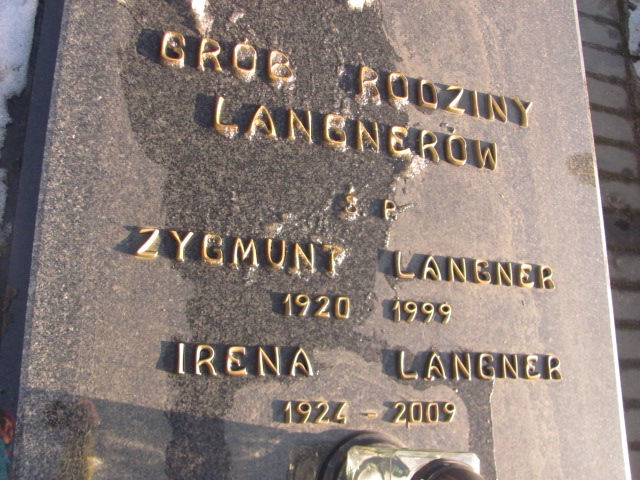 GRÓB RODZINY
LANGNERÓW
Ś P
ZYGMUNT LANGNER
1920 1999
IRENA LANGNER
1924 - 2009